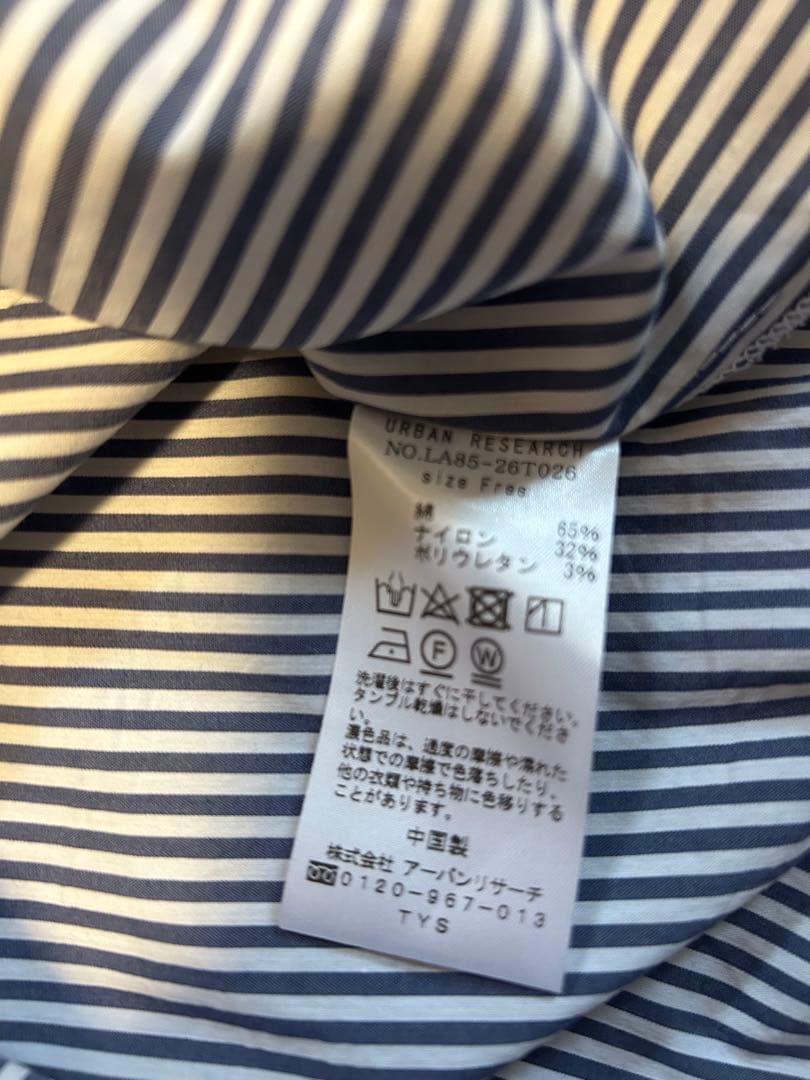 URBAN RESEARCH
NO.LA85-26T026
size Free
綿 65%
ナイロン 32%
ポリウレタン 3%
F W
洗濯後はすぐに干してください。
タンブル乾燥はしないでくださ
い。
濃色品は、過度の摩擦や濡れた
状態での摩擦で色落ちしたり、
他の衣類や持ち物に色移りする
ことがあります。
中国製
株式会社 アーバンリサーチ
0120-967-013
TYS